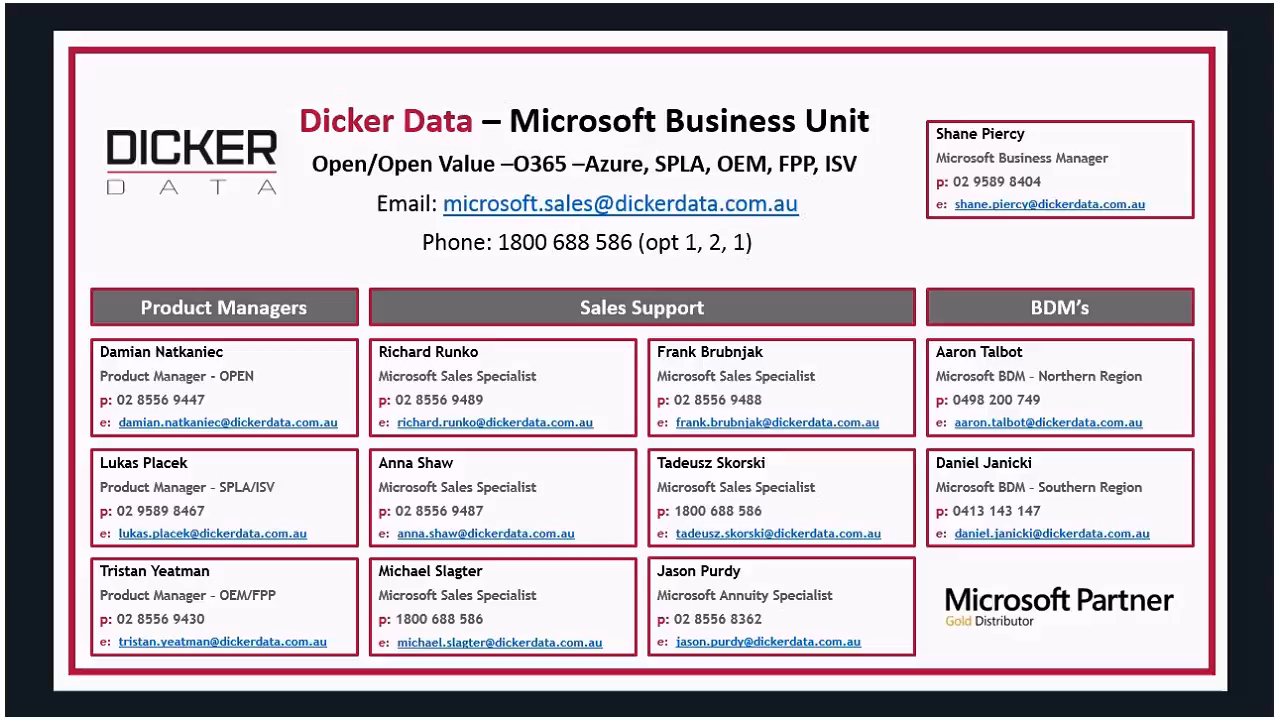 DICKER
DATA
Dicker Data – Microsoft Business Unit
Open/Open Value –O365 –Azure, SPLA, OEM, FPP, ISV
Email: microsoft.sales@dickerdata.com.au
Phone: 1800 688 586 (opt 1, 2, 1)
Shane Piercy
Microsoft Business Manager
p: 02 9589 8404
e: shane.piercy@dickerdata.com.au
Product Managers
Damian Natkaniec
Product Manager - OPEN
p: 02 8556 9447
e: damian.natkaniec@dickerdata.com.au
Lukas Placek
Product Manager – SPLA/ISV
p: 02 9589 8467
e: lukas.placek@dickerdata.com.au
Tristan Yeatman
Product Manager – OEM/FPP
p: 02 8556 9430
e: tristan.yeatman@dickerdata.com.au
Sales Support
Richard Runko
Microsoft Sales Specialist
p: 02 8556 9489
e: richard.runko@dickerdata.com.au
Anna Shaw
Microsoft Sales Specialist
p: 02 8556 9487
e: anna.shaw@dickerdata.com.au
Michael Slagter
Microsoft Sales Specialist
p: 1800 688 586
e: michael.slagter@dickerdata.com.au
Frank Brubnjak
Microsoft Sales Specialist
p: 02 8556 9488
e: frank.brubnjak@dickerdata.com.au
Tadeusz Skorski
Microsoft Sales Specialist
p: 1800 688 586
e: tadeusz.skorski@dickerdata.com.au
Jason Purdy
Microsoft Annuity Specialist
p: 02 8556 8362
e: jason.purdy@dickerdata.com.au
BDM's
Aaron Talbot
Microsoft BDM – Northern Region
p: 0498 200 749
e: aaron.talbot@dickerdata.com.au
Daniel Janicki
Microsoft BDM – Southern Region
p: 0413 143 147
e: daniel.janicki@dickerdata.com.au
Microsoft Partner
Gold Distributor